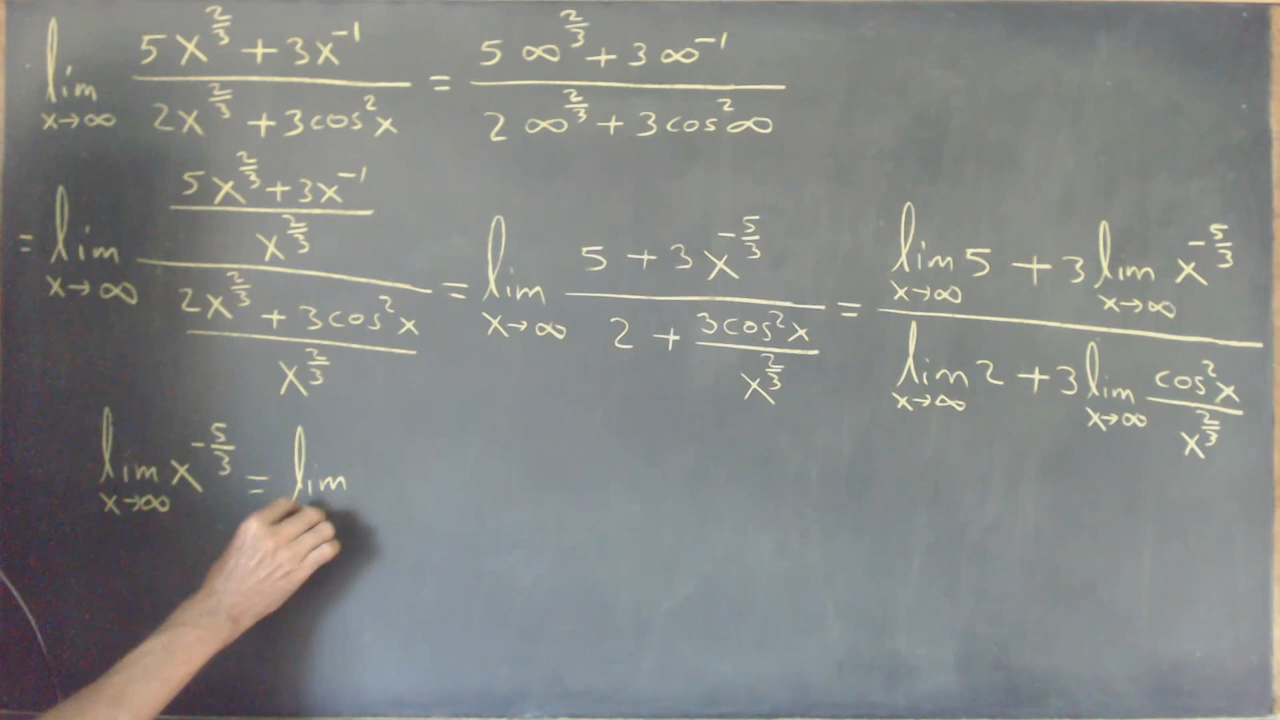 lim x→∞ (5x^(2/3) + 3x^(-1)) / (2x^(2/3) + 3cos²x) = (5∞^(2/3) + 3∞^(-1)) / (2∞^(2/3) + 3cos²∞)
= lim x→∞ ((5x^(2/3) + 3x^(-1)) / x^(2/3)) / ((2x^(2/3) + 3cos²x) / x^(2/3)) = lim x→∞ (5 + 3x^(-5/3)) / (2 + 3cos²x / x^(2/3)) = (lim x→∞ 5 + 3 lim x→∞ x^(-5/3)) / (lim x→∞ 2 + 3 lim x→∞ cos²x / x^(2/3))
lim x→∞ x^(-5/3) = lim